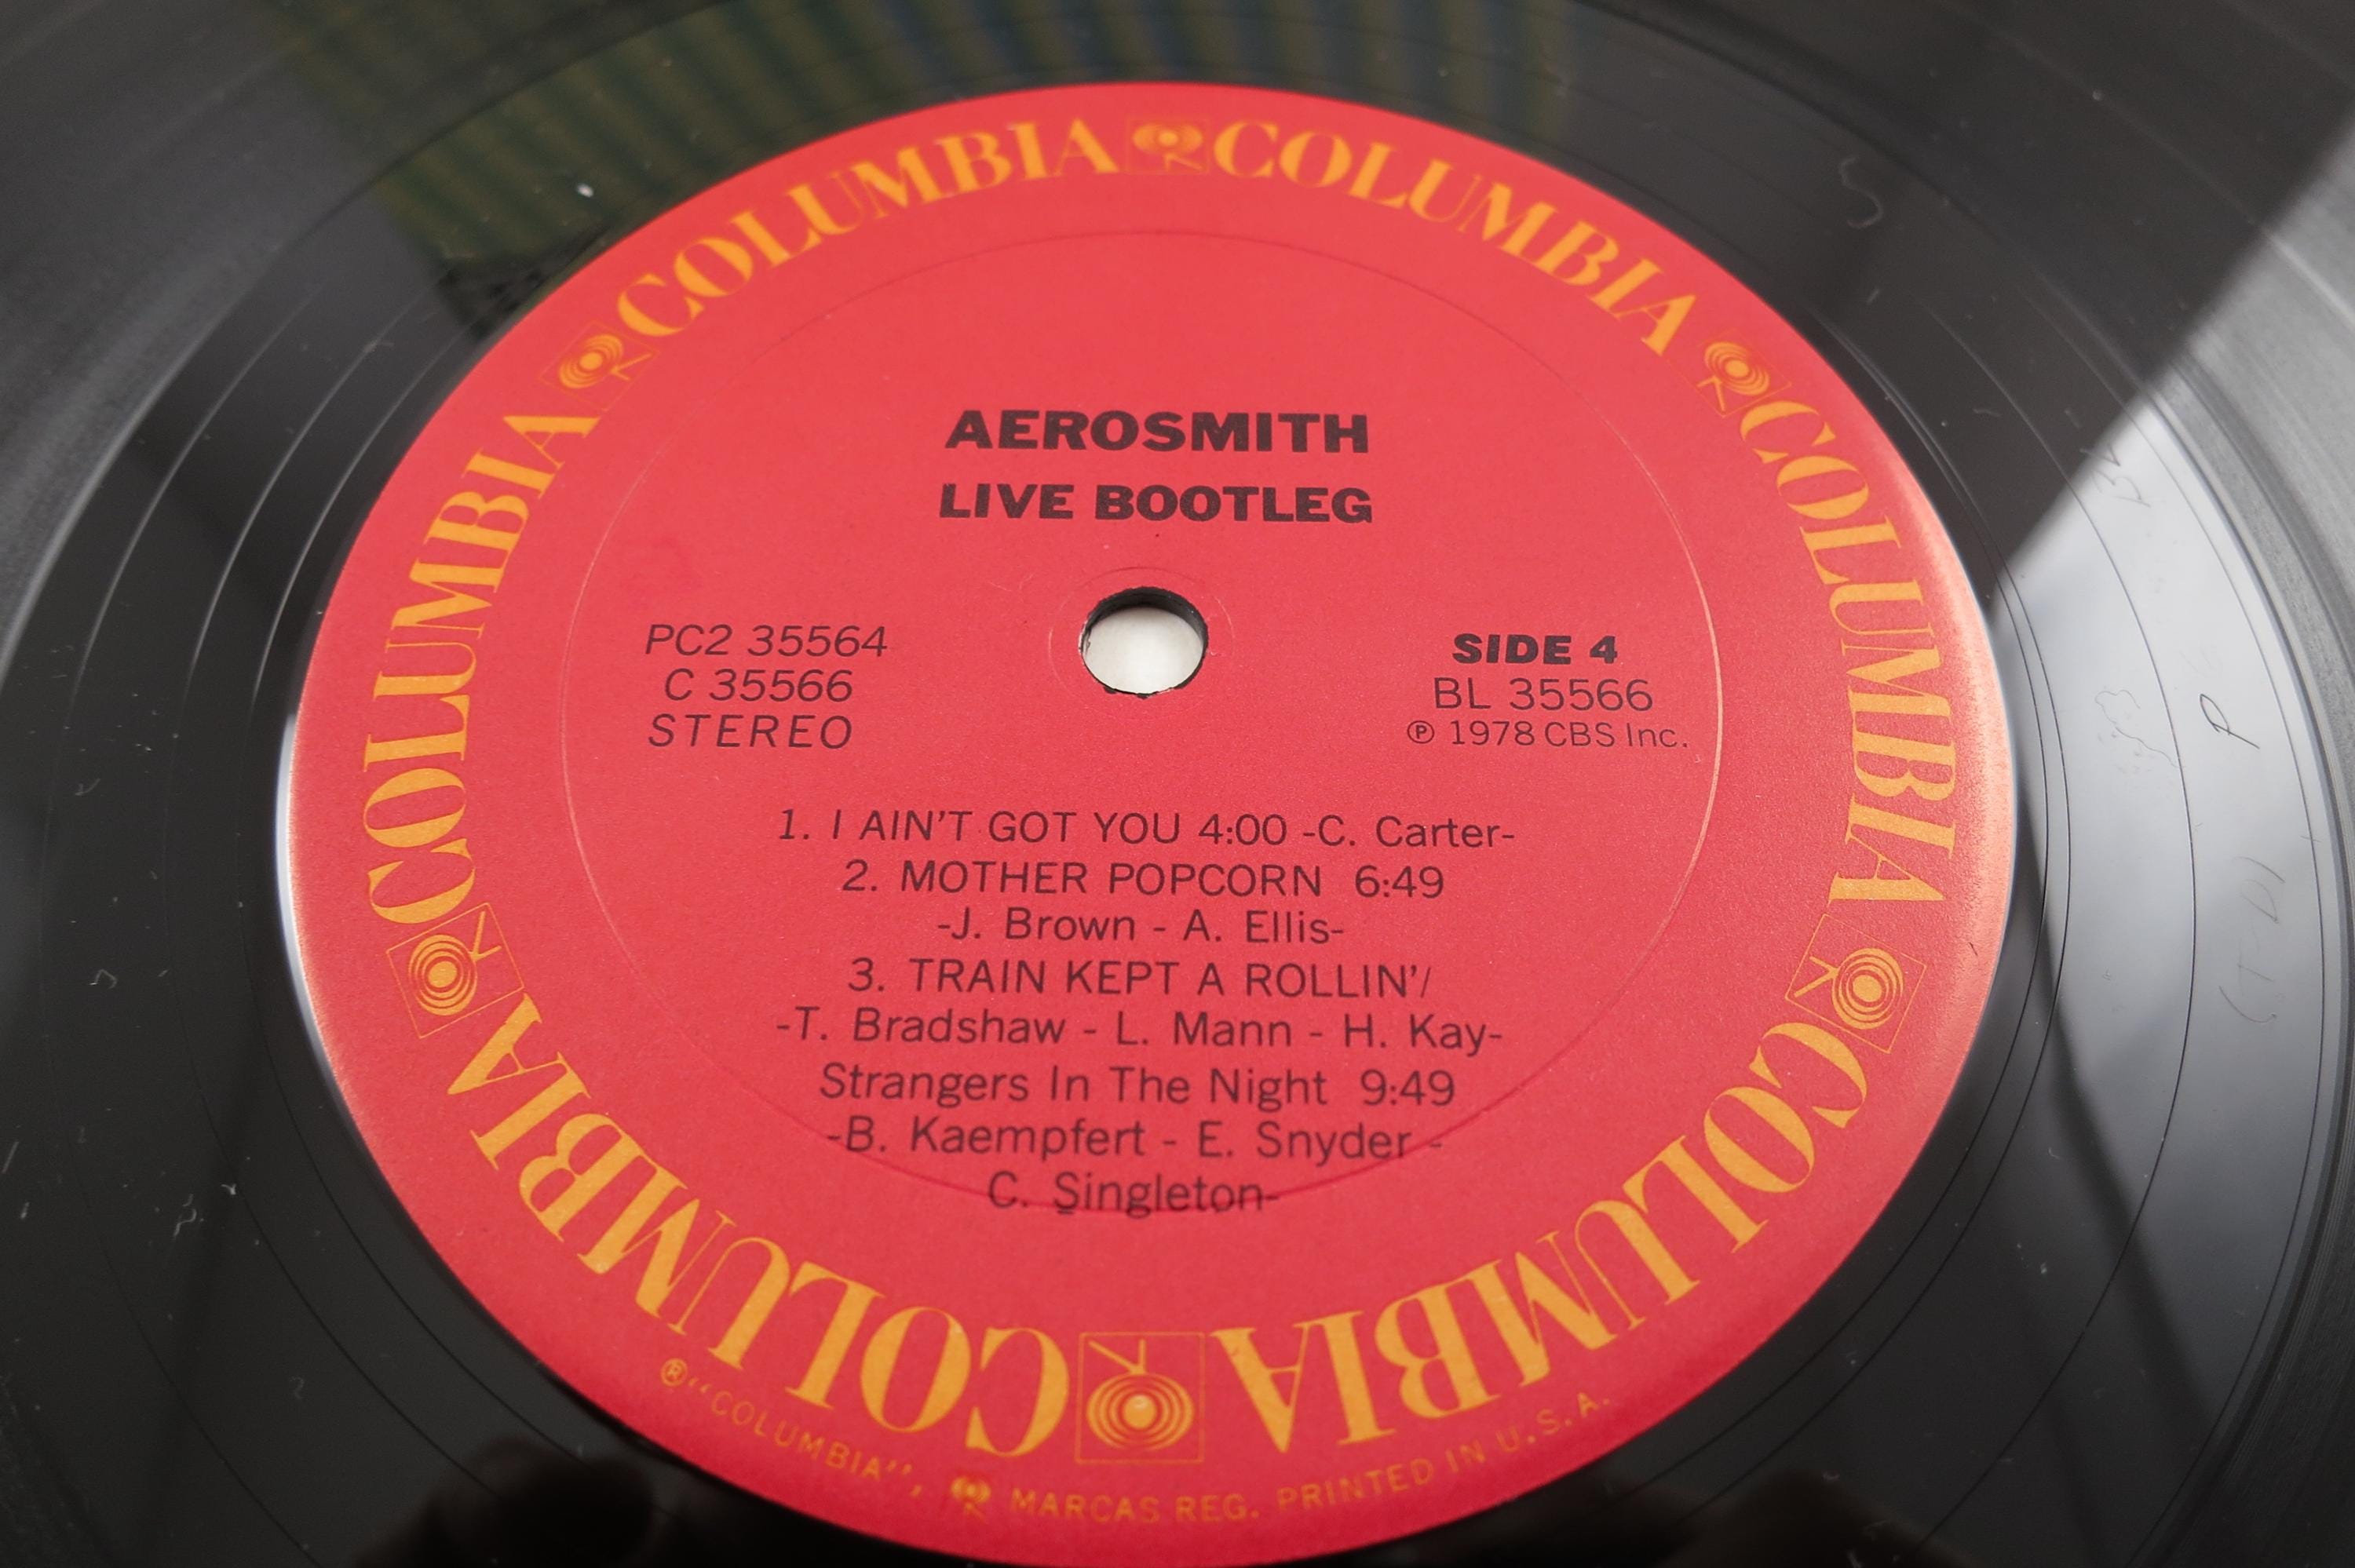 COLUMBIA COLUMBIA COLUMBIA COLUMBIA COLUMBIA COLUMBIA
AEROSMITH
LIVE BOOTLEG
PC2 35564
C 35566
STEREO
SIDE 4
BL 35566
℗ 1978 CBS Inc.
1. I AIN'T GOT YOU 4:00 -C. Carter-
2. MOTHER POPCORN 6:49
-J. Brown - A. Ellis-
3. TRAIN KEPT A ROLLIN'/
-T. Bradshaw - L. Mann - H. Kay-
Strangers In The Night 9:49
-B. Kaempfert - E. Snyder -
C. Singleton-
® "COLUMBIA", MARCAS REG. PRINTED IN U.S.A.